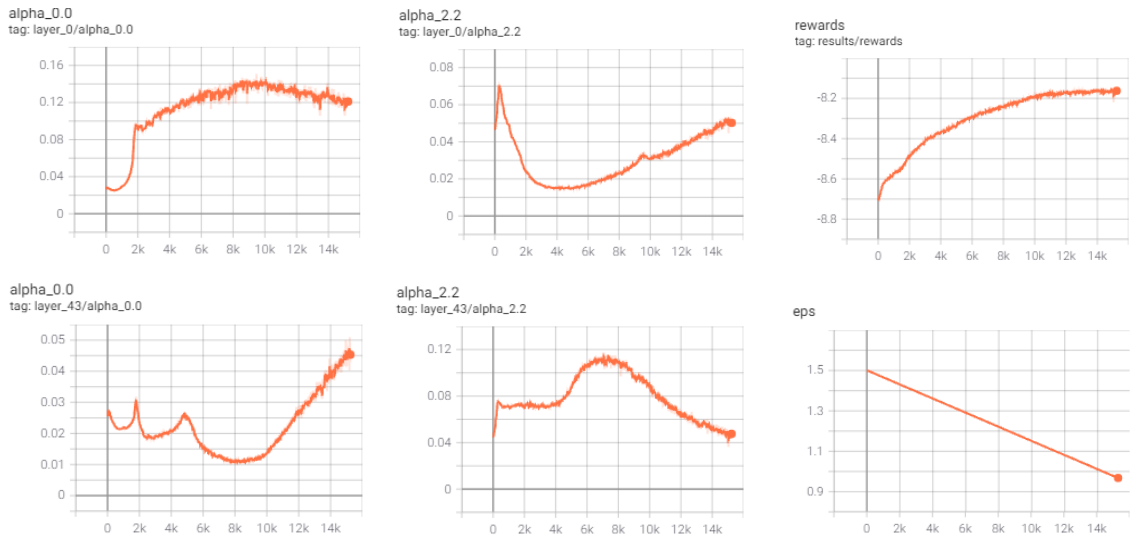 alpha_0.0
tag: layer_0/alpha_0.0
0.16
0.12
0.08
0.04
0
0 2k 4k 6k 8k 10k 12k 14k
alpha_2.2
tag: layer_0/alpha_2.2
0.08
0.06
0.04
0.02
0
0 2k 4k 6k 8k 10k 12k 14k
rewards
tag: results/rewards
-8.2
-8.4
-8.6
-8.8
0 2k 4k 6k 8k 10k 12k 14k
alpha_0.0
tag: layer_43/alpha_0.0
0.05
0.04
0.03
0.02
0.01
0
0 2k 4k 6k 8k 10k 12k 14k
alpha_2.2
tag: layer_43/alpha_2.2
0.12
0.08
0.04
0
0 2k 4k 6k 8k 10k 12k 14k
eps
1.5
1.3
1.1
0.9
0 2k 4k 6k 8k 10k 12k 14k